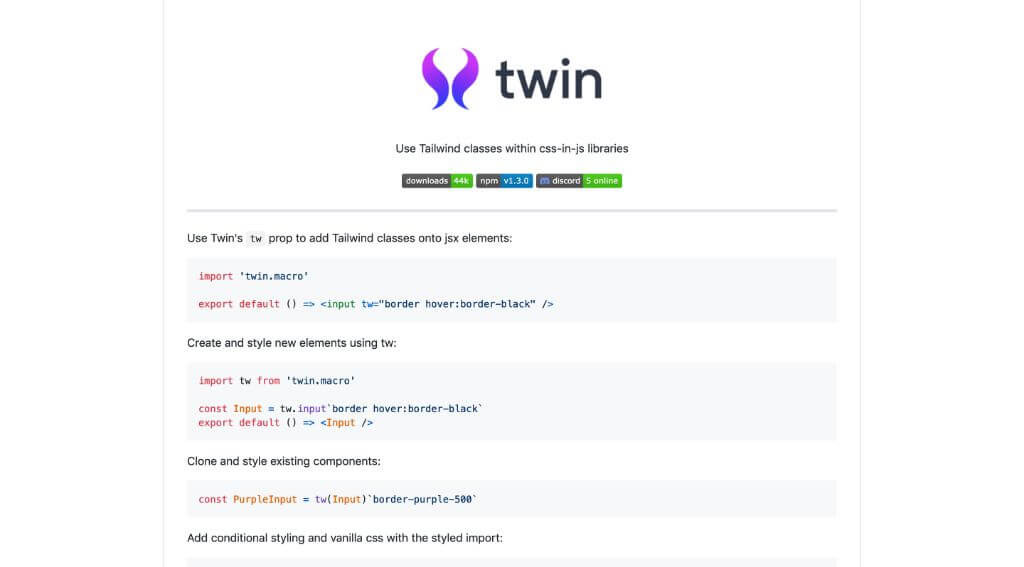 twin
Use Tailwind classes within css-in-js libraries
downloads 44k npm v1.3.0 discord 5 online
Use Twin's tw prop to add Tailwind classes onto jsx elements:
import 'twin.macro'
export default () => <input tw="border hover:border-black" />
Create and style new elements using tw:
import tw from 'twin.macro'
const Input = tw.input`border hover:border-black`
export default () => <Input />
Clone and style existing components:
const PurpleInput = tw(Input)`border-purple-500`
Add conditional styling and vanilla css with the styled import: